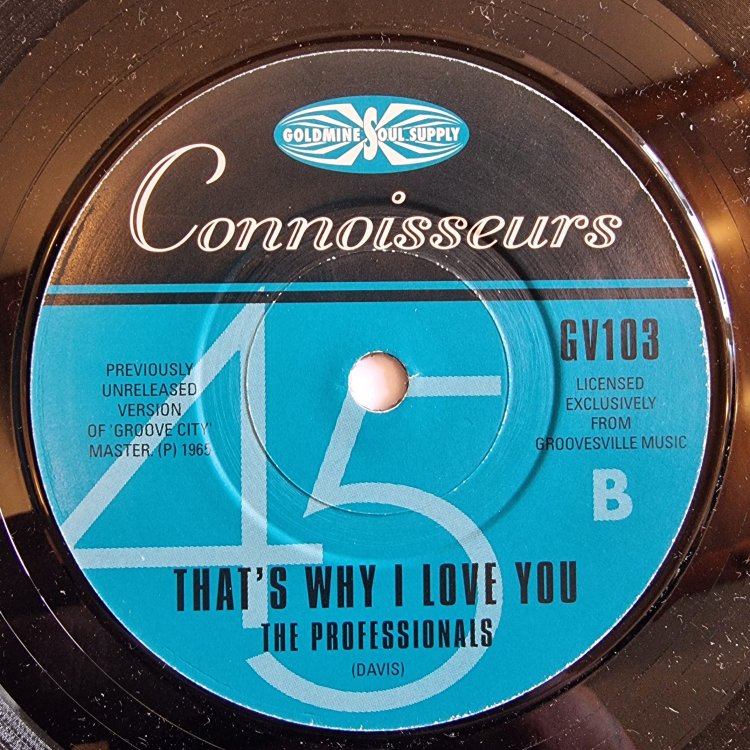 GOLDMINE SOUL SUPPLY
Connoisseurs
45
GV103
PREVIOUSLY
UNRELEASED
VERSION
OF 'GROOVE CITY'
MASTER. (P) 1965
LICENSED
EXCLUSIVELY
FROM
GROOVESVILLE MUSIC
B
THAT'S WHY I LOVE YOU
THE PROFESSIONALS
(DAVIS)